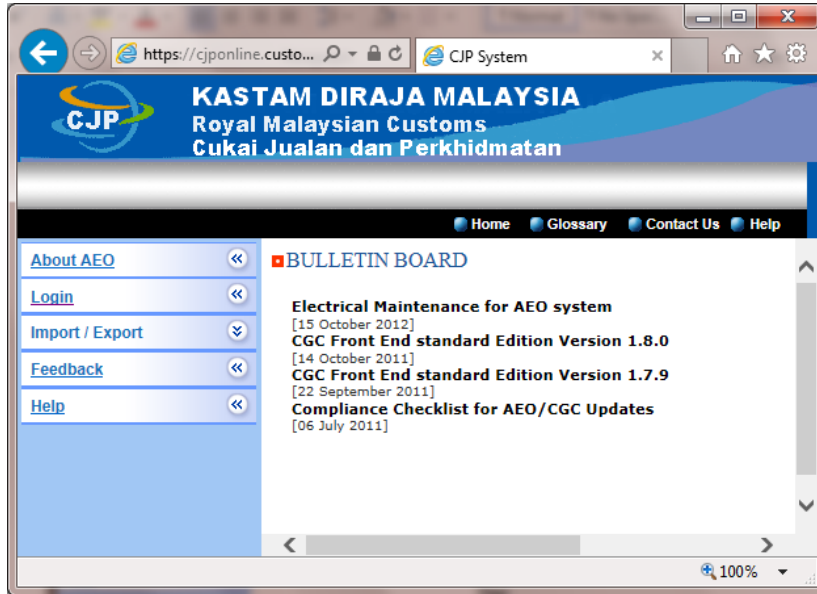 https://cjponline.custo...
CJP System
CJP
KASTAM DIRAJA MALAYSIA
Royal Malaysian Customs
Cukai Jualan dan Perkhidmatan
Home Glossary Contact Us Help
About AEO
Login
Import / Export
Feedback
Help
BULLETIN BOARD
Electrical Maintenance for AEO system
[15 October 2012]
CGC Front End standard Edition Version 1.8.0
[14 October 2011]
CGC Front End standard Edition Version 1.7.9
[22 September 2011]
Compliance Checklist for AEO/CGC Updates
[06 July 2011]
100%